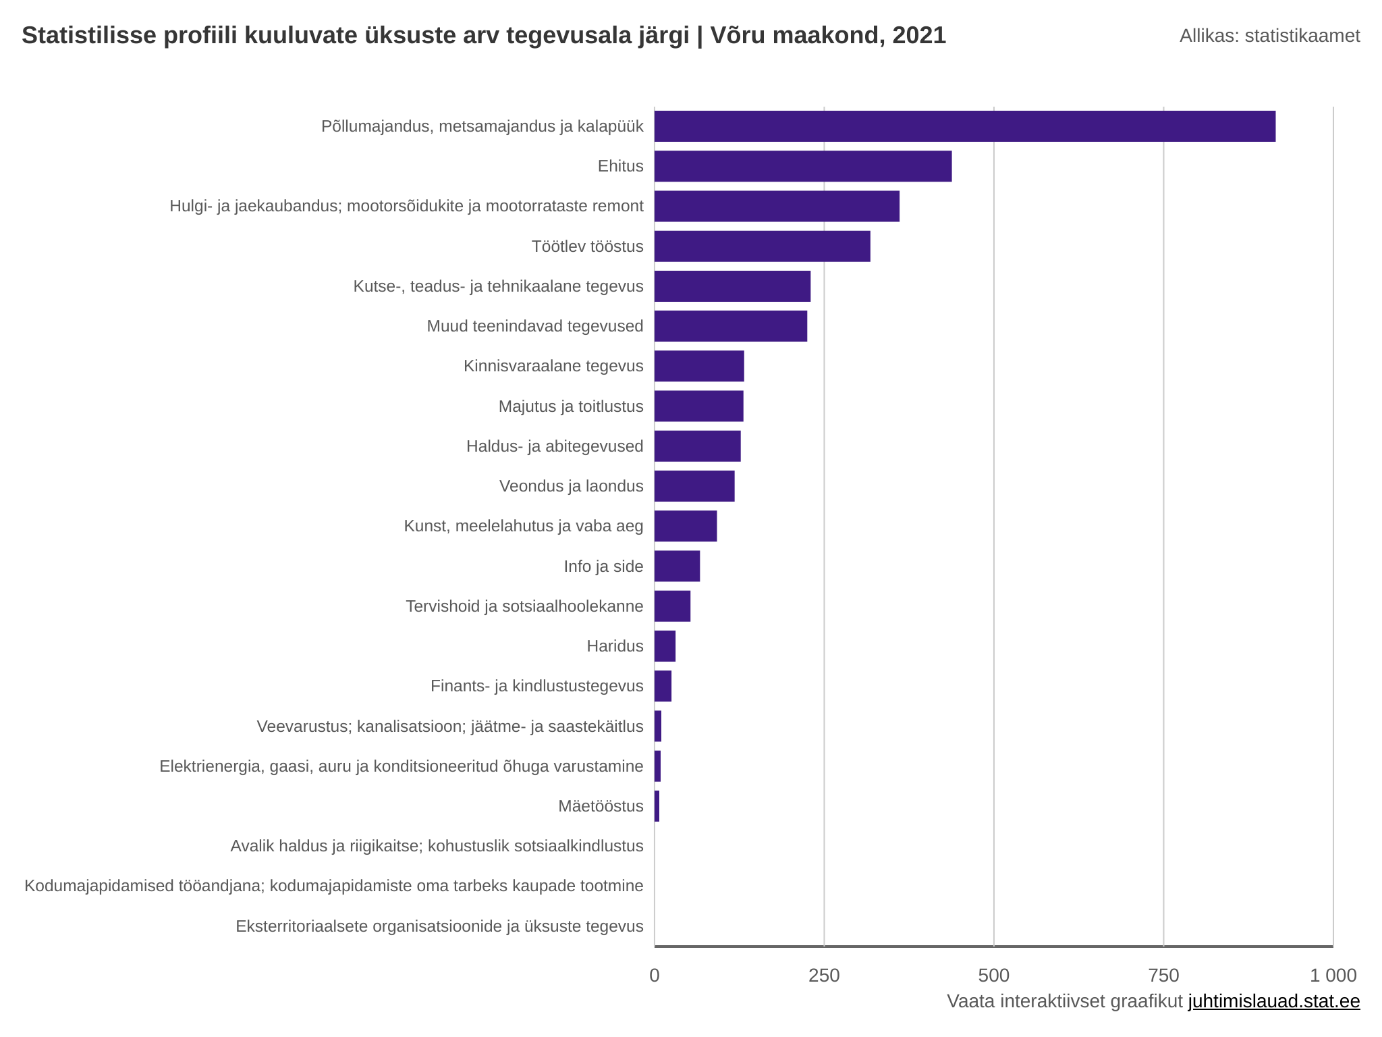 Statistilisse profiili kuuluvate üksuste arv tegevusala järgi | Võru maakond, 2021
Allikas: statistikaamet
Põllumajandus, metsamajandus ja kalapüük
Ehitus
Hulgi- ja jaekaubandus; mootorsõidukite ja mootorrataste remont
Töötlev tööstus
Kutse-, teadus- ja tehnikaalane tegevus
Muud teenindavad tegevused
Kinnisvaraalane tegevus
Majutus ja toitlustus
Haldus- ja abitegevused
Veondus ja laondus
Kunst, meelelahutus ja vaba aeg
Info ja side
Tervishoid ja sotsiaalhoolekanne
Haridus
Finants- ja kindlustustegevus
Veevarustus; kanalisatsioon; jäätme- ja saastekäitlus
Elektrienergia, gaasi, auru ja konditsioneeritud õhuga varustamine
Mäetööstus
Avalik haldus ja riigikaitse; kohustuslik sotsiaalkindlustus
Kodumajapidamised tööandjana; kodumajapidamiste oma tarbeks kaupade tootmine
Eksterritoriaalsete organisatsioonide ja üksuste tegevus
0 250 500 750 1 000
Vaata interaktiivset graafikut juhtimislauad.stat.ee